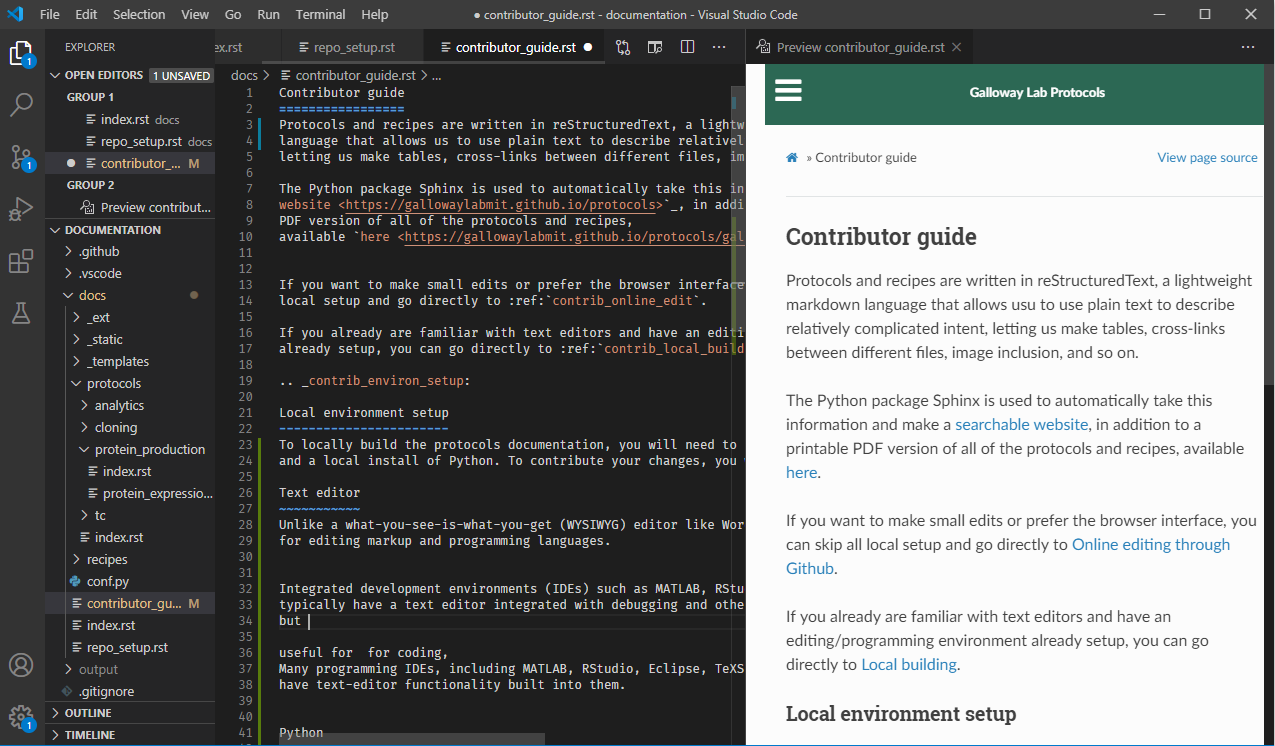 File Edit Selection View Go Run Terminal Help
● contributor_guide.rst - documentation - Visual Studio Code
EXPLORER
OPEN EDITORS 1 UNSAVED
GROUP 1
index.rst docs
repo_setup.rst docs
contributor_... M
GROUP 2
Preview contribut...
DOCUMENTATION
.github
.vscode
docs
_ext
_static
_templates
protocols
analytics
cloning
protein_production
index.rst
protein_expressio...
tc
index.rst
recipes
conf.py
contributor_gu... M
index.rst
repo_setup.rst
output
.gitignore
OUTLINE
TIMELINE
1
1
1
ex.rst repo_setup.rst contributor_guide.rst ●
docs > contributor_guide.rst > ...
1 Contributor guide
2 =================
3 Protocols and recipes are written in reStructuredText, a lightw
4 language that allows us to use plain text to describe relativel
5 letting us make tables, cross-links between different files, im
6
7 The Python package Sphinx is used to automatically take this in
8 website <https://gallowaylabmit.github.io/protocols>`_, in addi
9 PDF version of all of the protocols and recipes,
10 available `here <https://gallowaylabmit.github.io/protocols/gal
11
12
13 If you want to make small edits or prefer the browser interface
14 local setup and go directly to :ref:`contrib_online_edit`.
15
16 If you already are familiar with text editors and have an editi
17 already setup, you can go directly to :ref:`contrib_local_build
18
19 .. _contrib_environ_setup:
20
21 Local environment setup
22 -----------------------
23 To locally build the protocols documentation, you will need to
24 and a local install of Python. To contribute your changes, you w
25
26 Text editor
27 ~~~~~~~~~~~
28 Unlike a what-you-see-is-what-you-get (WYSIWYG) editor like Wor
29 for editing markup and programming languages.
30
31
32 Integrated development environments (IDEs) such as MATLAB, RStu
33 typically have a text editor integrated with debugging and othe
34 but
35
36 useful for  for coding,
37 Many programming IDEs, including MATLAB, RStudio, Eclipse, TeXS
38 have text-editor functionality built into them.
39
40
41 Python
Preview contributor_guide.rst
Galloway Lab Protocols
» Contributor guide
View page source
Contributor guide
Protocols and recipes are written in reStructuredText, a lightweight
markdown language that allows usu to use plain text to describe
relatively complicated intent, letting us make tables, cross-links
between different files, image inclusion, and so on.
The Python package Sphinx is used to automatically take this
information and make a searchable website, in addition to a
printable PDF version of all of the protocols and recipes, available
here.
If you want to make small edits or prefer the browser interface, you
can skip all local setup and go directly to Online editing through
Github.
If you already are familiar with text editors and have an
editing/programming environment already setup, you can go
directly to Local building.
Local environment setup